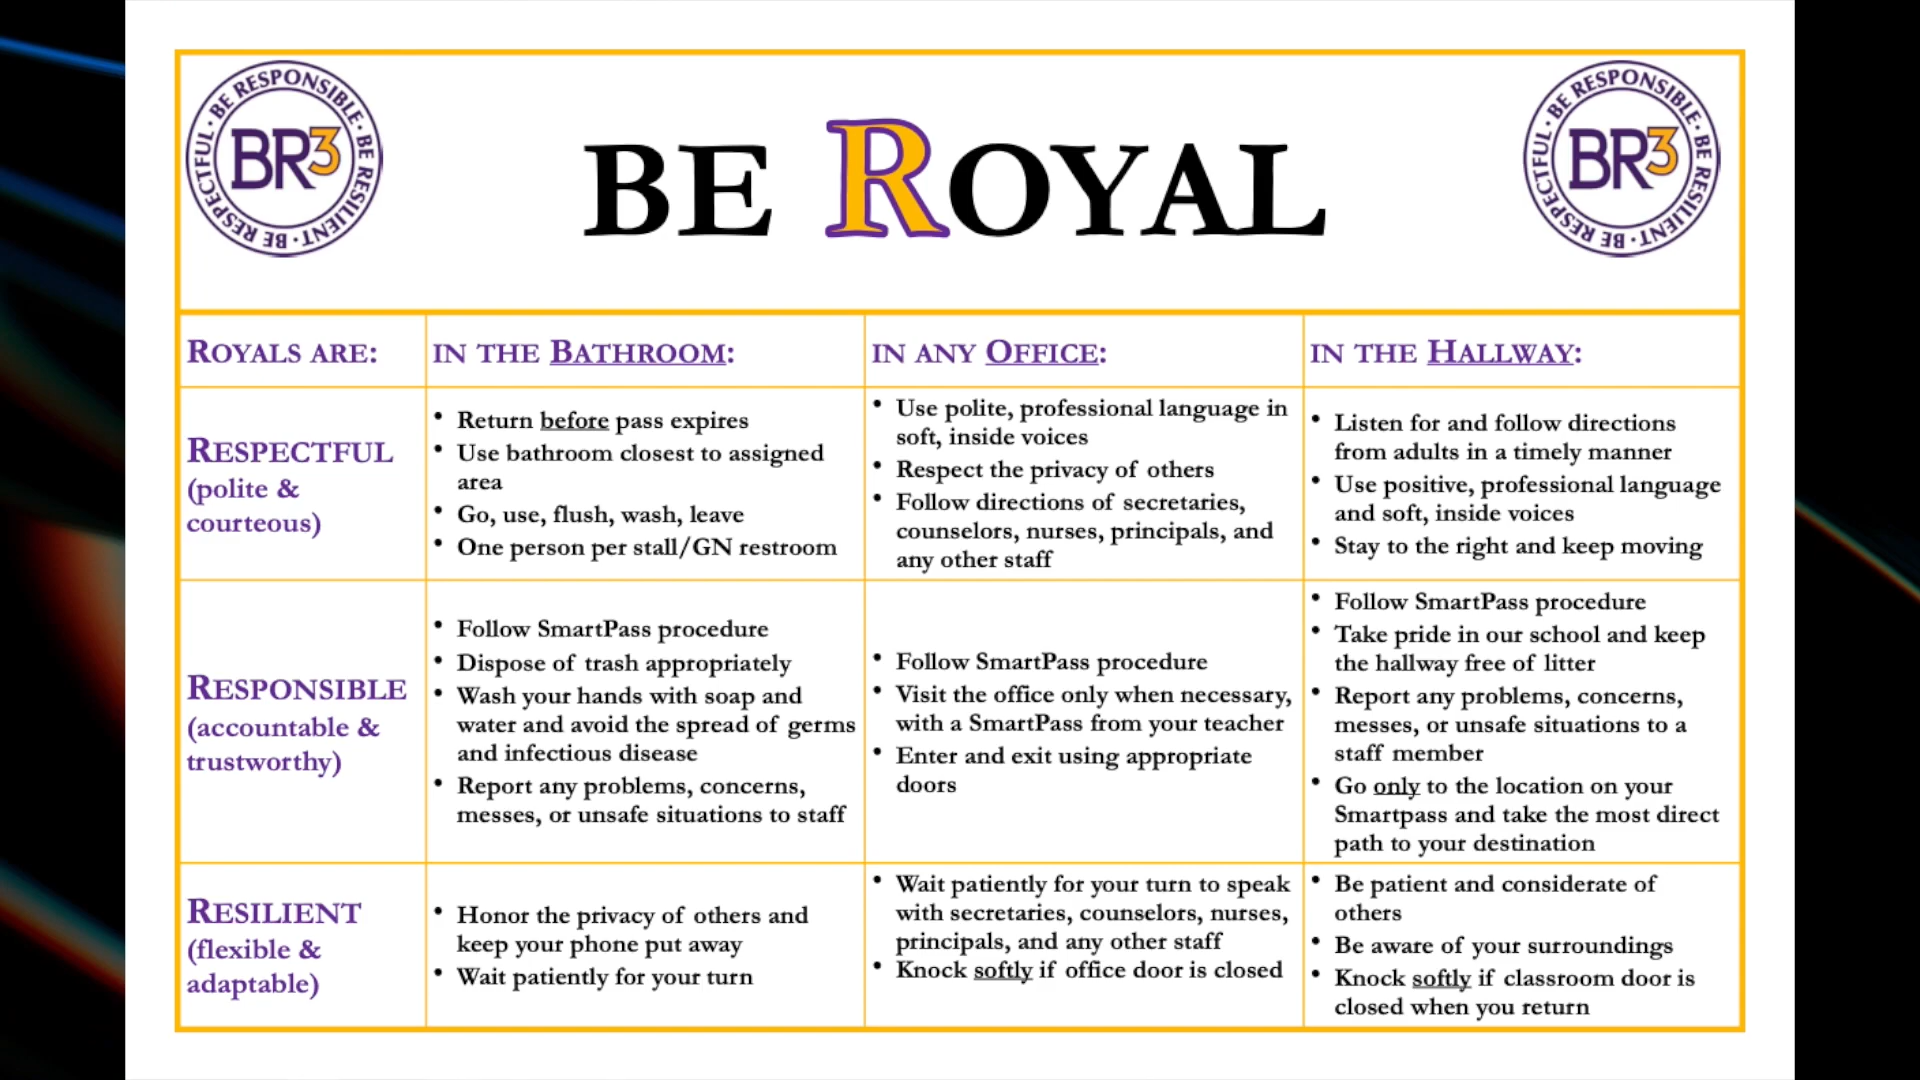 BE RESPONSIBLE · BE RESILIENT · BE RESPECTFUL ·
BR3
BE ROYAL
BE RESPONSIBLE · BE RESILIENT · BE RESPECTFUL ·
BR3
ROYALS ARE:
IN THE BATHROOM:
IN ANY OFFICE:
IN THE HALLWAY:
RESPECTFUL
(polite &
courteous)
• Return before pass expires
• Use bathroom closest to assigned
area
• Go, use, flush, wash, leave
• One person per stall/GN restroom
• Use polite, professional language in
soft, inside voices
• Respect the privacy of others
• Follow directions of secretaries,
counselors, nurses, principals, and
any other staff
• Listen for and follow directions
from adults in a timely manner
• Use positive, professional language
and soft, inside voices
• Stay to the right and keep moving
RESPONSIBLE
(accountable &
trustworthy)
• Follow SmartPass procedure
• Dispose of trash appropriately
• Wash your hands with soap and
water and avoid the spread of germs
and infectious disease
• Report any problems, concerns,
messes, or unsafe situations to staff
• Follow SmartPass procedure
• Visit the office only when necessary,
with a SmartPass from your teacher
• Enter and exit using appropriate
doors
• Follow SmartPass procedure
• Take pride in our school and keep
the hallway free of litter
• Report any problems, concerns,
messes, or unsafe situations to a
staff member
• Go only to the location on your
Smartpass and take the most direct
path to your destination
RESILIENT
(flexible &
adaptable)
• Honor the privacy of others and
keep your phone put away
• Wait patiently for your turn
• Wait patiently for your turn to speak
with secretaries, counselors, nurses,
principals, and any other staff
• Knock softly if office door is closed
• Be patient and considerate of
others
• Be aware of your surroundings
• Knock softly if classroom door is
closed when you return